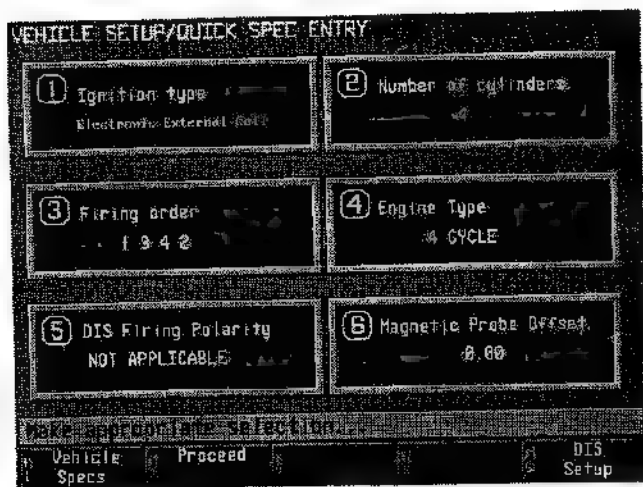 VEHICLE SETUP/QUICK SPEC ENTRY
1 Ignition type
Electronic-External Coil
2 Number of cylinders
4
3 Firing order
1 3 4 2
4 Engine Type
4 CYCLE
5 DIS Firing Polarity
NOT APPLICABLE
6 Magnetic Probe Offset
0.00
Make appropriate selection...
Vehicle Specs
Proceed
DIS Setup